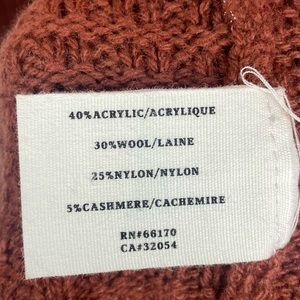 40%ACRYLIC/ACRYLIQUE
30%WOOL/LAINE
25%NYLON/NYLON
5%CASHMERE/CACHEMIRE
RN#66170
CA#32054